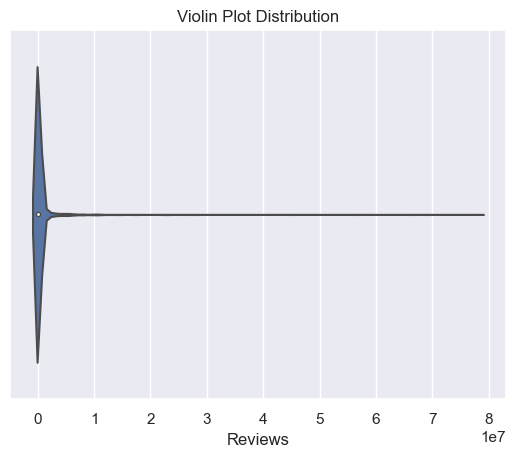 Violin Plot Distribution
0 1 2 3 4 5 6 7 8
1e7
Reviews